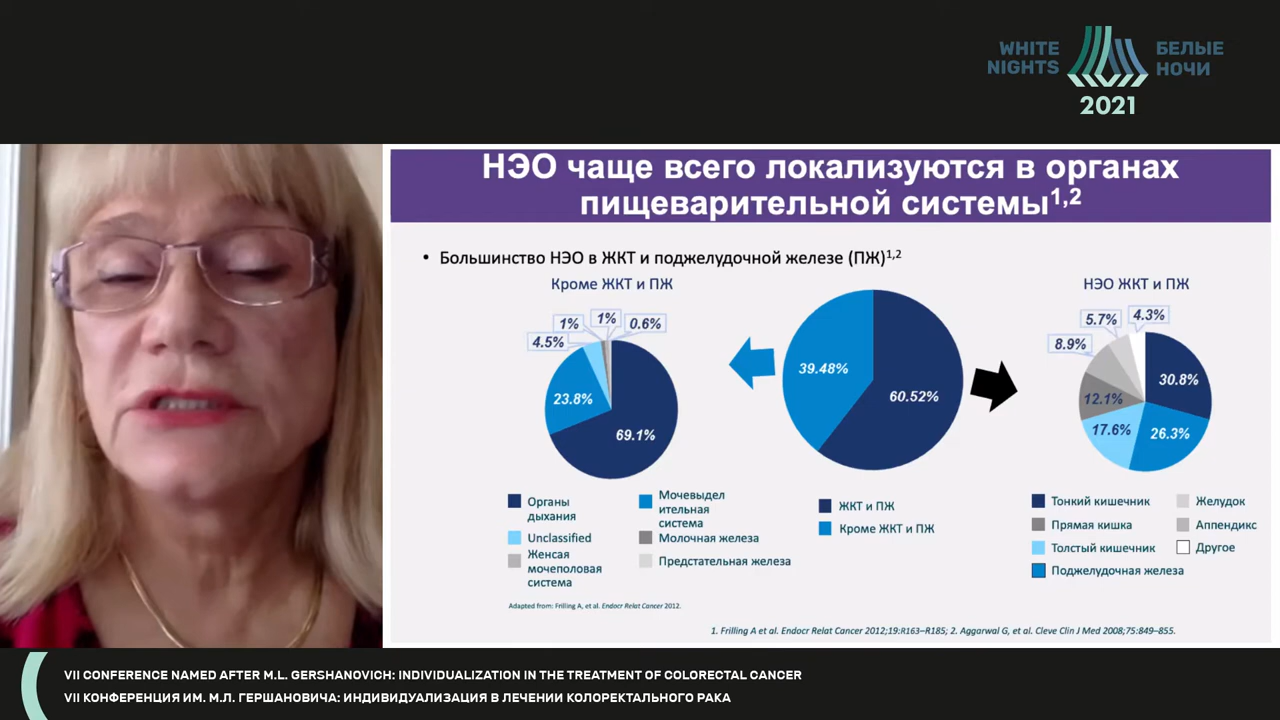 WHITE
NIGHTS
БЕЛЫЕ
НОЧИ
2021
НЭО чаще всего локализуются в органах
пищеварительной системы1,2
• Большинство НЭО в ЖКТ и поджелудочной железе (ПЖ)1,2
Кроме ЖКТ и ПЖ
1%
1%
0.6%
4.5%
23.8%
69.1%
Органы
дыхания
Мочевыдел
ительная
система
Unclassified
Молочная железа
Женсая
мочеполовая
система
Предстательная железа
39.48%
60.52%
ЖКТ и ПЖ
Кроме ЖКТ и ПЖ
НЭО ЖКТ и ПЖ
5.7%
4.3%
8.9%
30.8%
12.1%
17.6%
26.3%
Тонкий кишечник
Желудок
Прямая кишка
Аппендикс
Толстый кишечник
Другое
Поджелудочная железа
Adapted from: Frilling A, et al. Endocr Relat Cancer 2012.
1. Frilling A et al. Endocr Relat Cancer 2012;19:R163–R185; 2. Aggarwal G, et al. Cleve Clin J Med 2008;75:849–855.
VII CONFERENCE NAMED AFTER M.L. GERSHANOVICH: INDIVIDUALIZATION IN THE TREATMENT OF COLORECTAL CANCER
VII КОНФЕРЕНЦИЯ ИМ. М.Л. ГЕРШАНОВИЧА: ИНДИВИДУАЛИЗАЦИЯ В ЛЕЧЕНИИ КОЛОРЕКТАЛЬНОГО РАКА